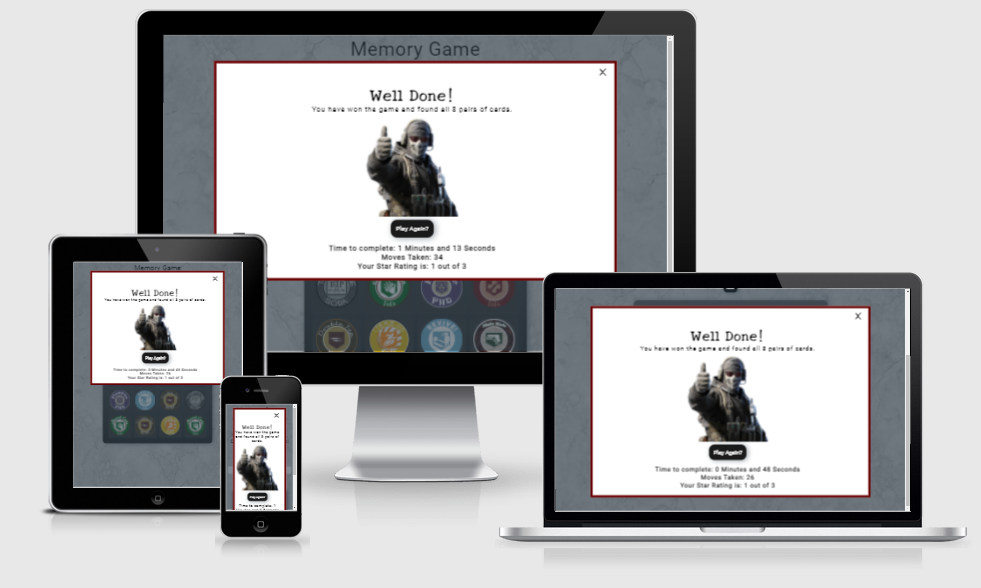 Memory Game
X
Well Done!
You have won the game and found all 8 pairs of cards.
Play Again?
Time to complete: 1 Minutes and 13 Seconds
Moves Taken: 34
Your Star Rating is: 1 out of 3
PHD
REVIVE
Memory Game
X
Well Done!
You have won the game and found all 8 pairs of cards.
Play Again?
Time to complete: 0 Minutes and 45 Seconds
Moves Taken: 26
Your Star Rating is: 1 out of 3
X
Well Done!
You have won the game
and found all 8 pairs of
cards.
Play Again?
Time to complete: 1
X
Well Done!
You have won the game and found all 8 pairs of cards.
Play Again?
Time to complete: 0 Minutes and 48 Seconds
Moves Taken: 26
Your Star Rating is: 1 out of 3